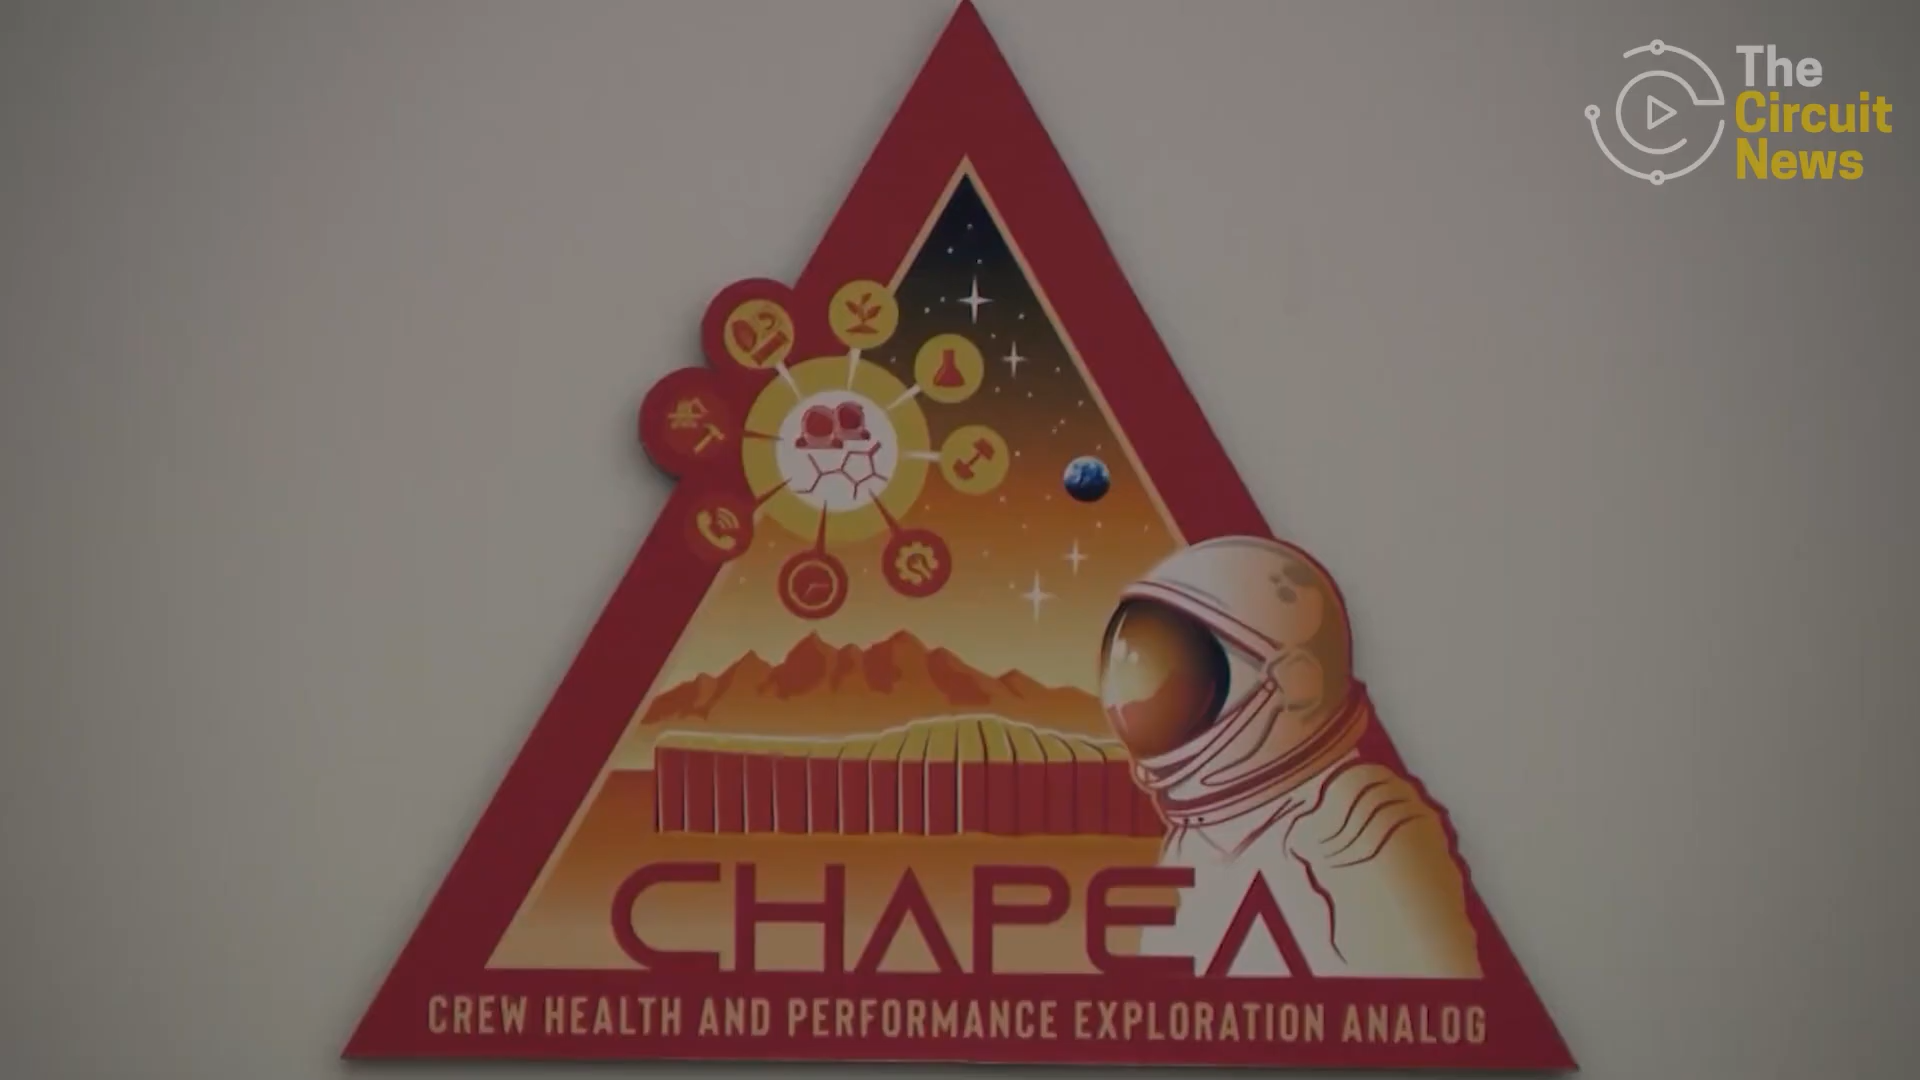 The
Circuit
News
CHAPEA
CREW HEALTH AND PERFORMANCE EXPLORATION ANALOG